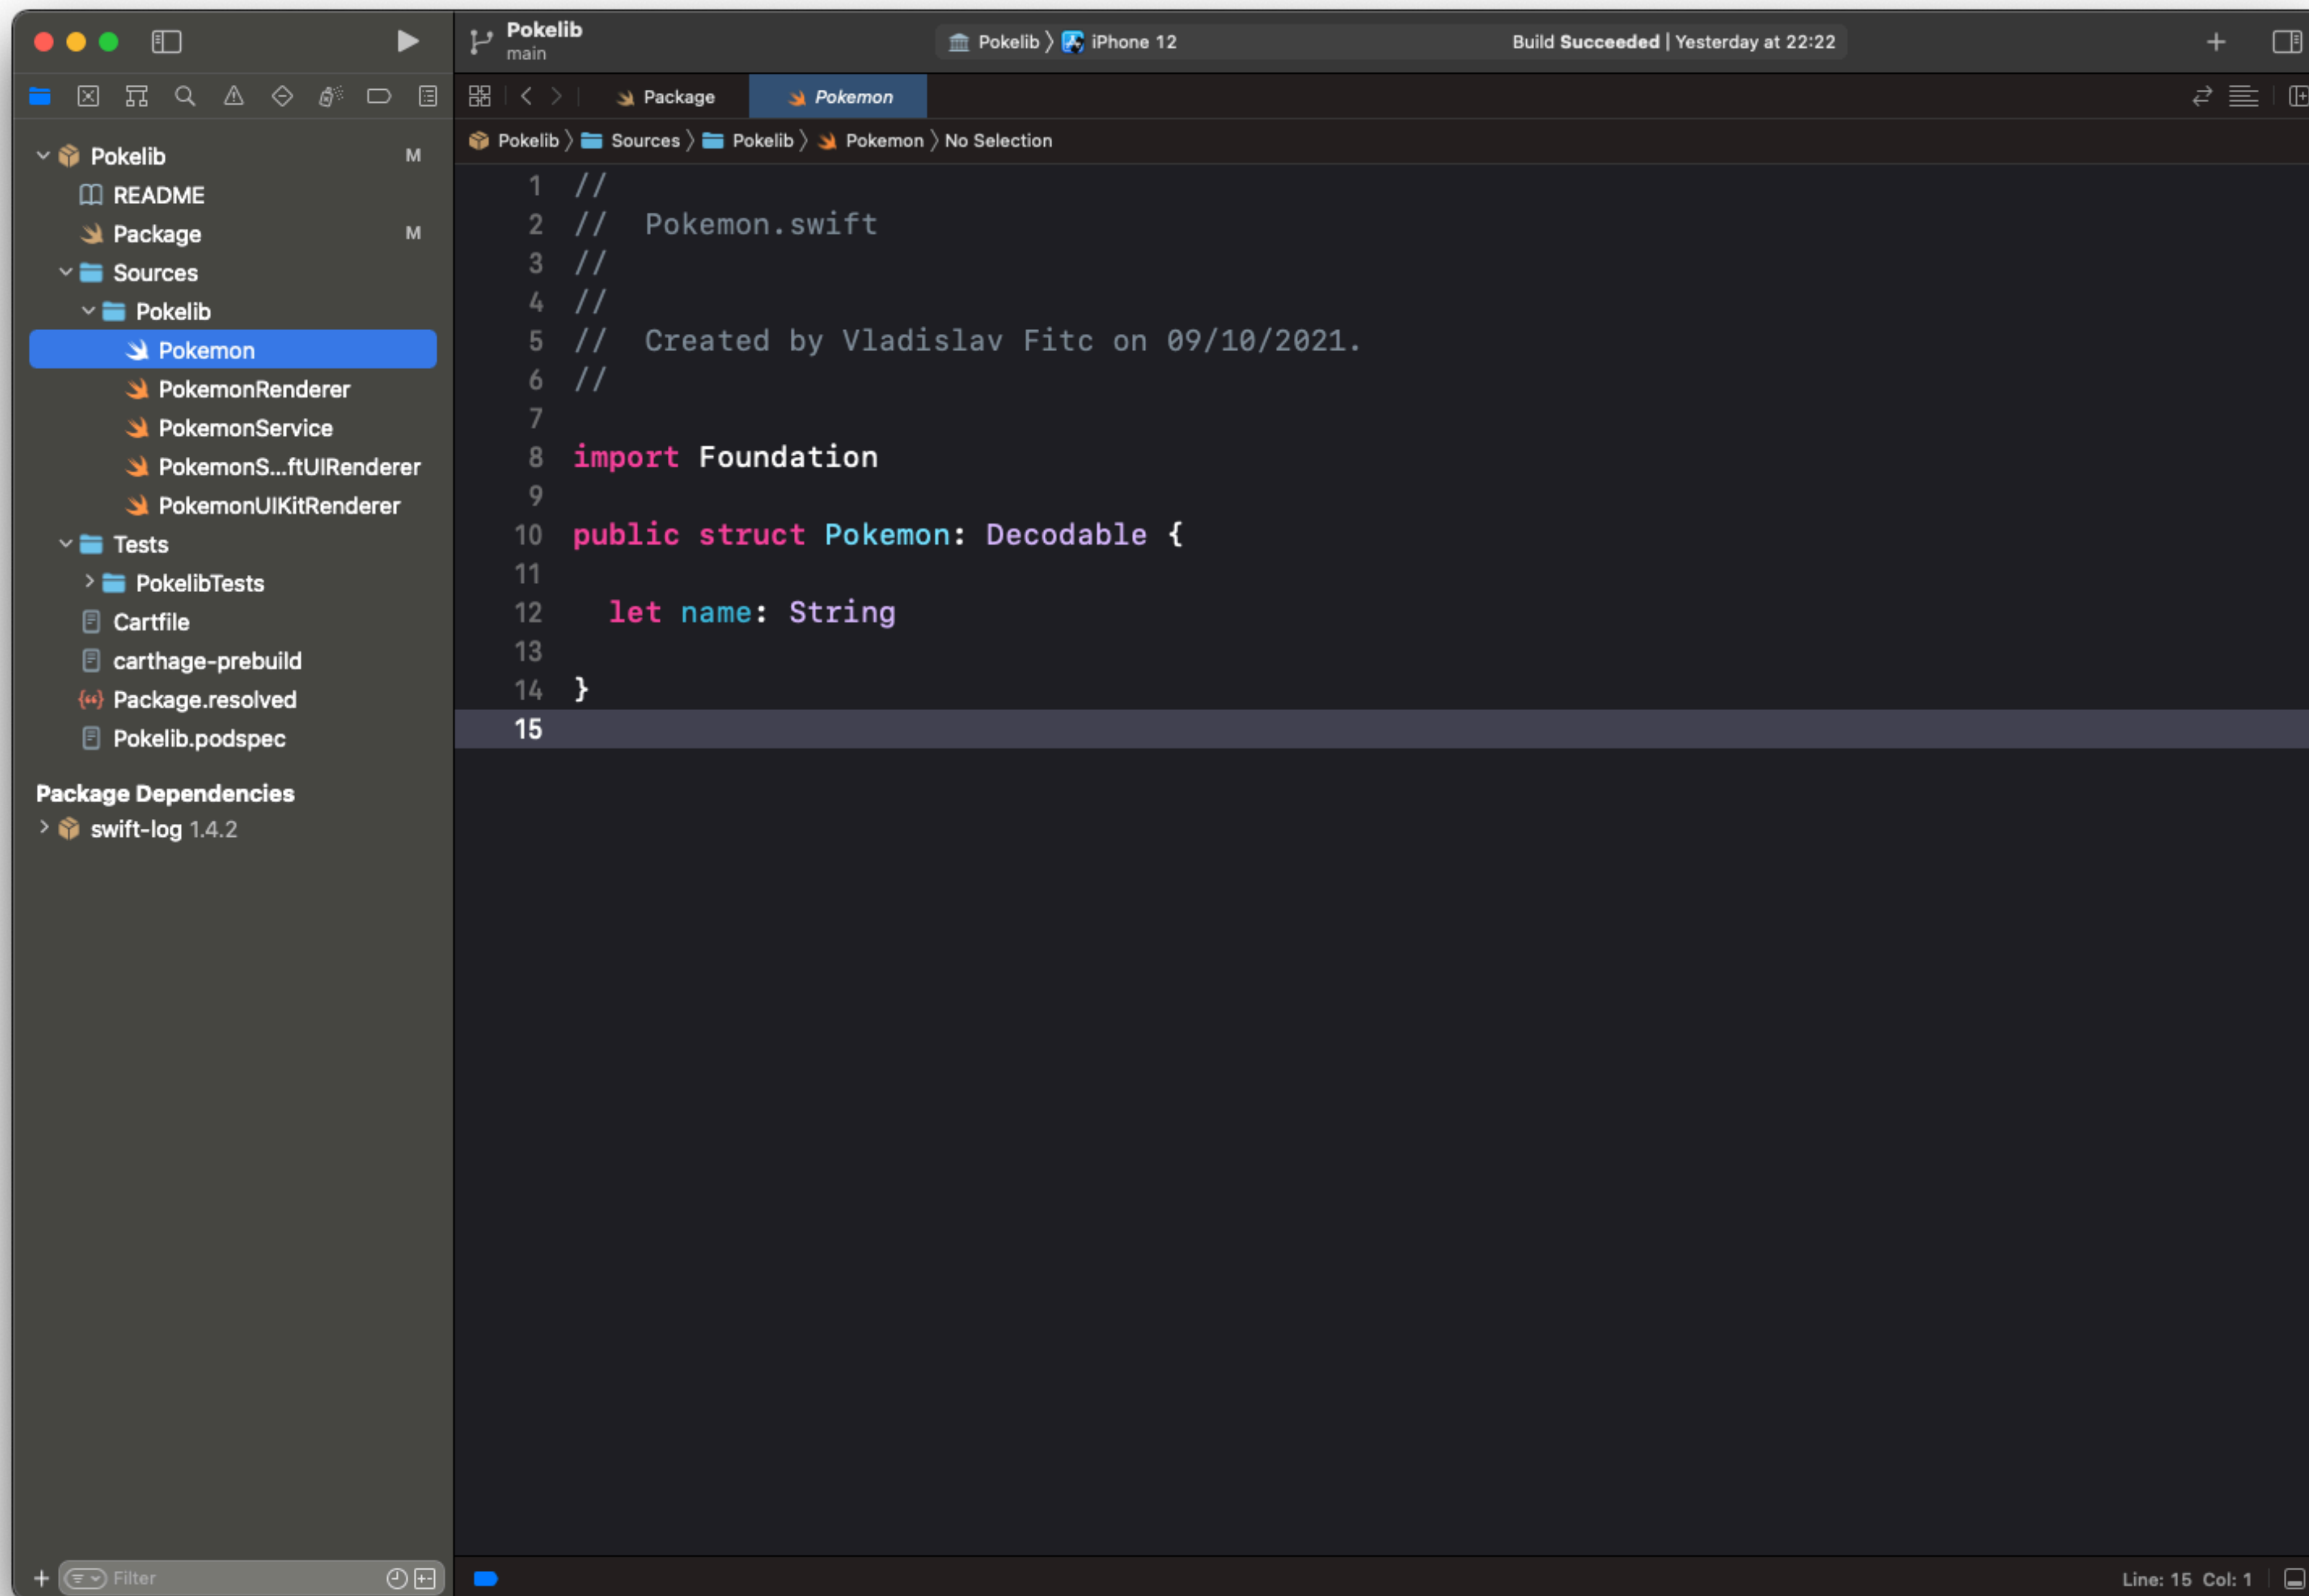 Pokelib
main
Pokelib
iPhone 12
Build Succeeded | Yesterday at 22:22
Package
Pokemon
Pokelib 〉 Sources 〉 Pokelib 〉 Pokemon 〉 No Selection
Pokelib M
README
Package M
Sources
Pokelib
Pokemon
PokemonRenderer
PokemonService
PokemonS...ftUIRenderer
PokemonUIKitRenderer
Tests
PokelibTests
Cartfile
carthage-prebuild
Package.resolved
Pokelib.podspec
Package Dependencies
swift-log 1.4.2
Filter
1 //
2 //  Pokemon.swift
3 //
4 //
5 //  Created by Vladislav Fitc on 09/10/2021.
6 //
7
8 import Foundation
9
10 public struct Pokemon: Decodable {
11
12   let name: String
13
14 }
15
Line: 15 Col: 1